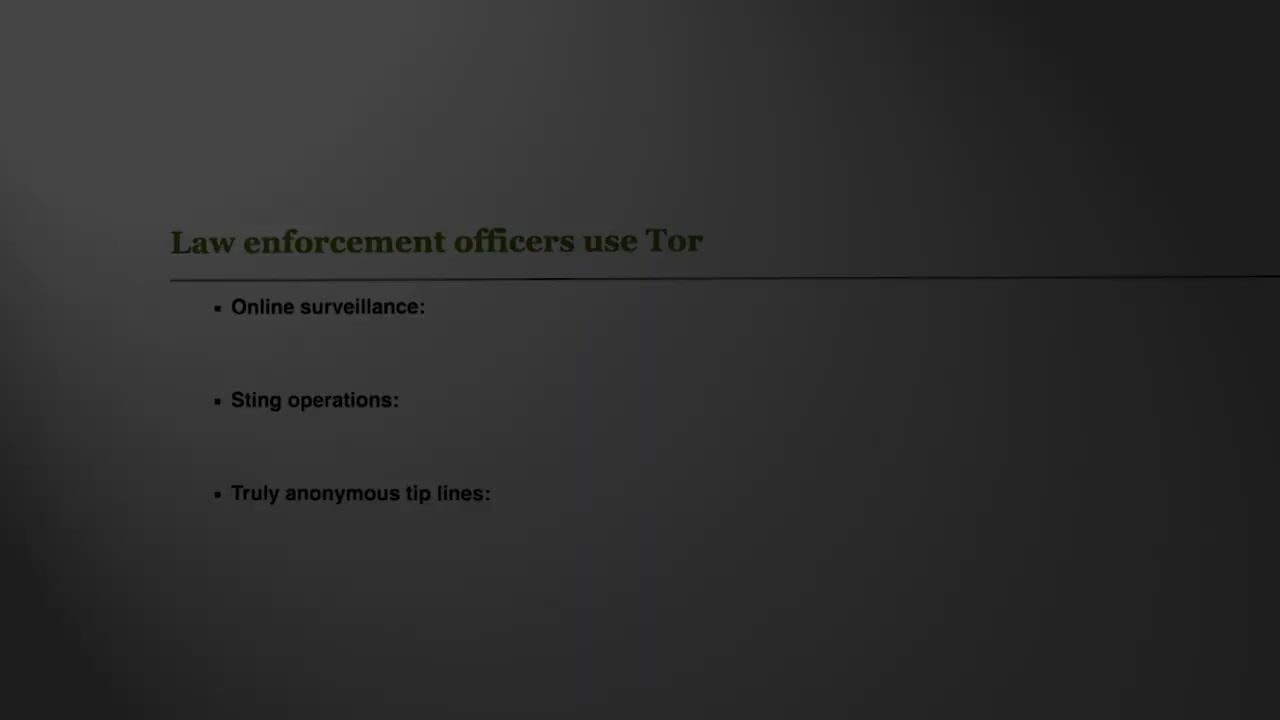 Law enforcement officers use Tor
Online surveillance:
Sting operations:
Truly anonymous tip lines: